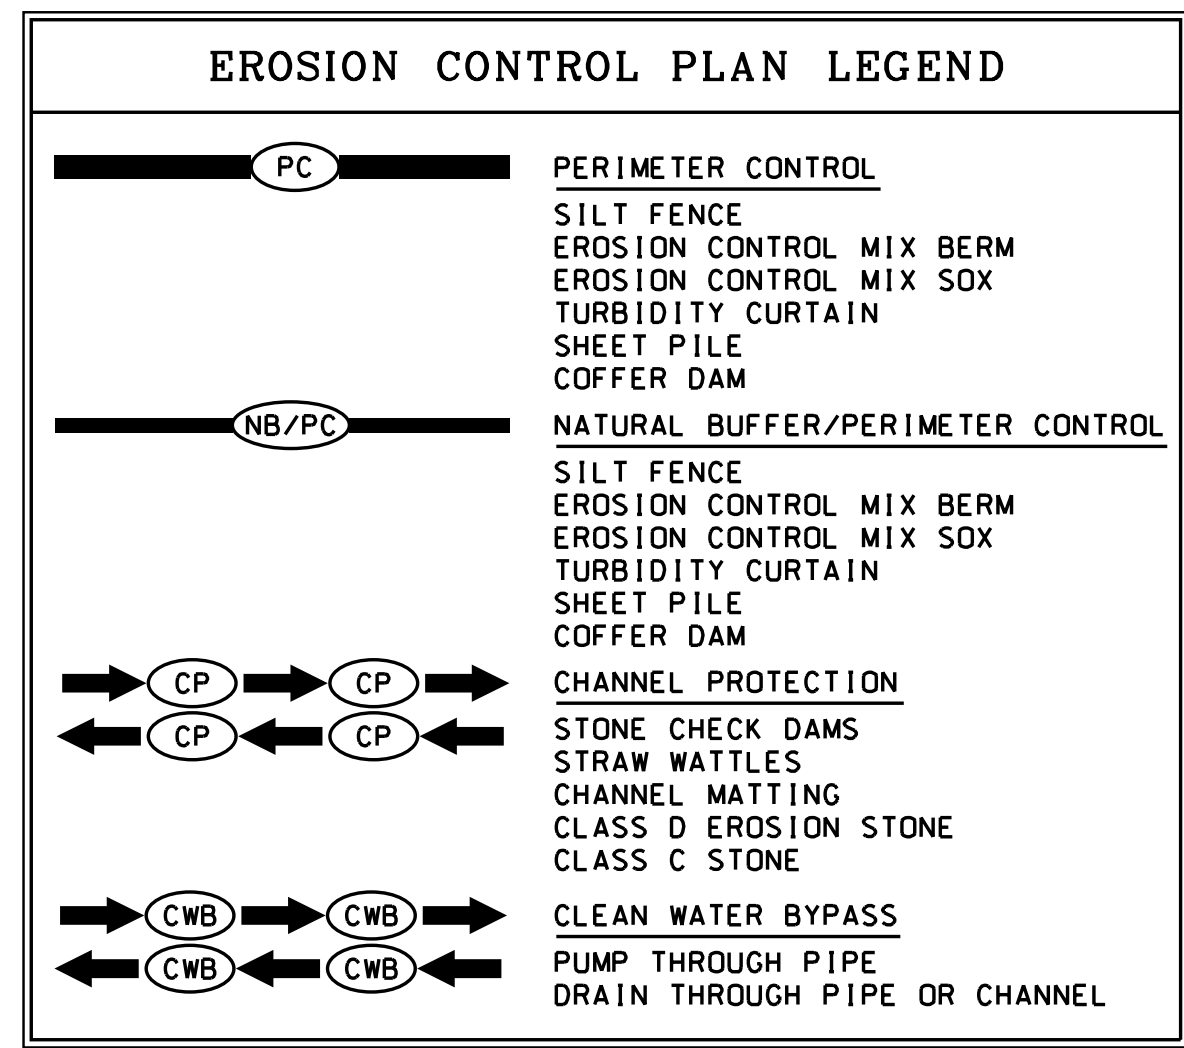 EROSION CONTROL PLAN LEGEND
PC PERIMETER CONTROL
SILT FENCE
EROSION CONTROL MIX BERM
EROSION CONTROL MIX SOX
TURBIDITY CURTAIN
SHEET PILE
COFFER DAM
NB/PC NATURAL BUFFER/PERIMETER CONTROL
SILT FENCE
EROSION CONTROL MIX BERM
EROSION CONTROL MIX SOX
TURBIDITY CURTAIN
SHEET PILE
COFFER DAM
CP CP CHANNEL PROTECTION
CP CP STONE CHECK DAMS
STRAW WATTLES
CHANNEL MATTING
CLASS D EROSION STONE
CLASS C STONE
CWB CWB CLEAN WATER BYPASS
CWB CWB PUMP THROUGH PIPE
DRAIN THROUGH PIPE OR CHANNEL